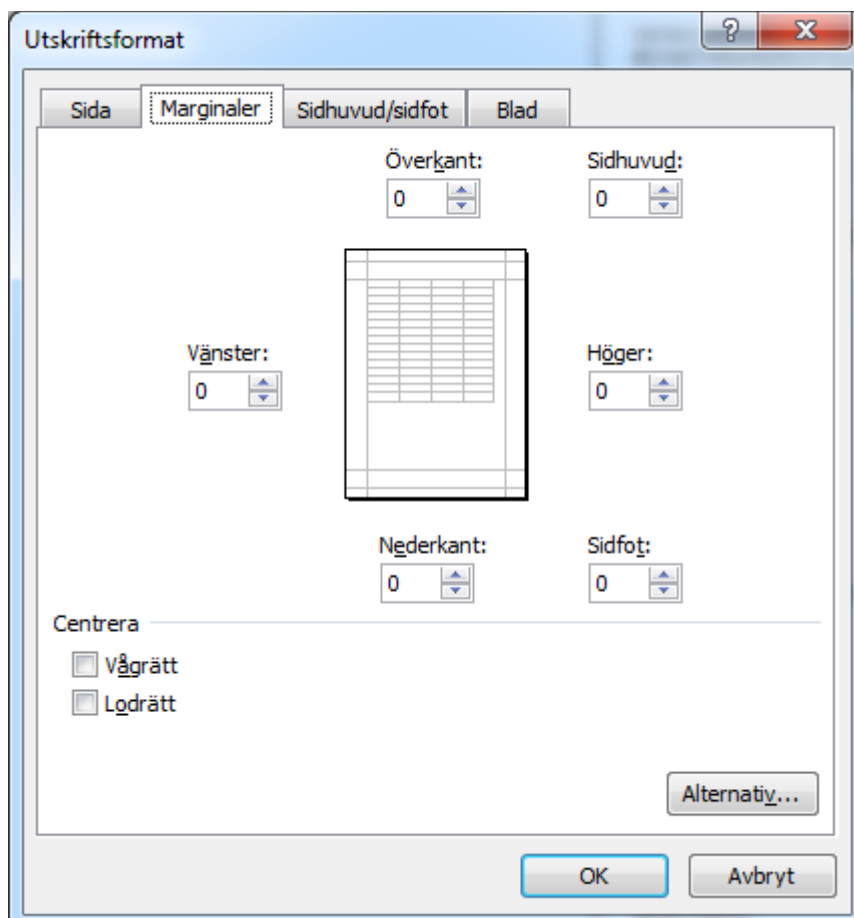 Utskriftsformat
Sida Marginaler Sidhuvud/sidfot Blad
Överkant: Sidhuvud:
0 0
Vänster: Höger:
0 0
Nederkant: Sidfot:
0 0
Centrera
Vågrätt
Lodrätt
Alternativ...
OK Avbryt